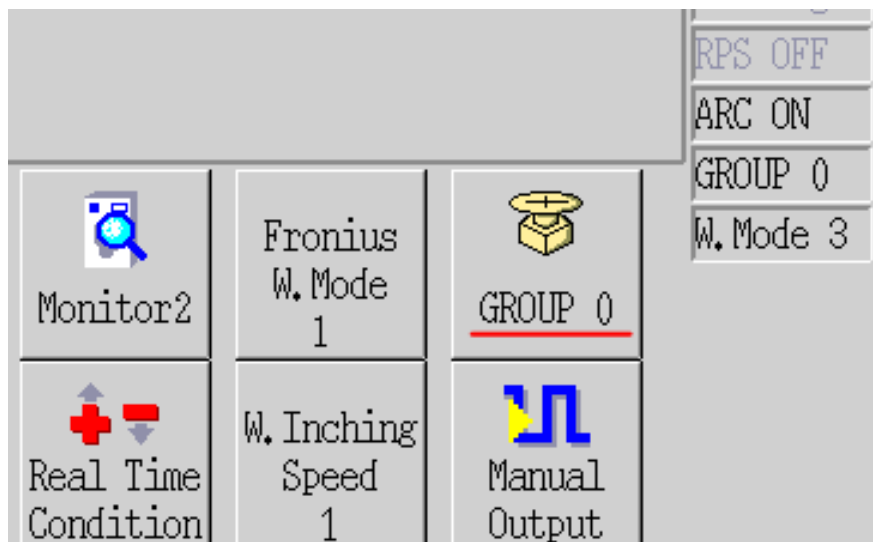 RPS OFF
ARC ON
GROUP 0
W.Mode 3
Monitor2
Fronius
W.Mode
1
GROUP 0
Real Time
Condition
W.Inching
Speed
1
Manual
Output